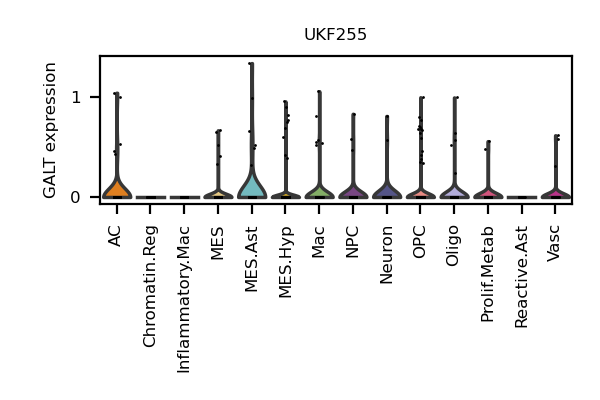 UKF255
GALT expression
1
0
AC
Chromatin.Reg
Inflammatory.Mac
MES
MES.Ast
MES.Hyp
Mac
NPC
Neuron
OPC
Oligo
Prolif.Metab
Reactive.Ast
Vasc